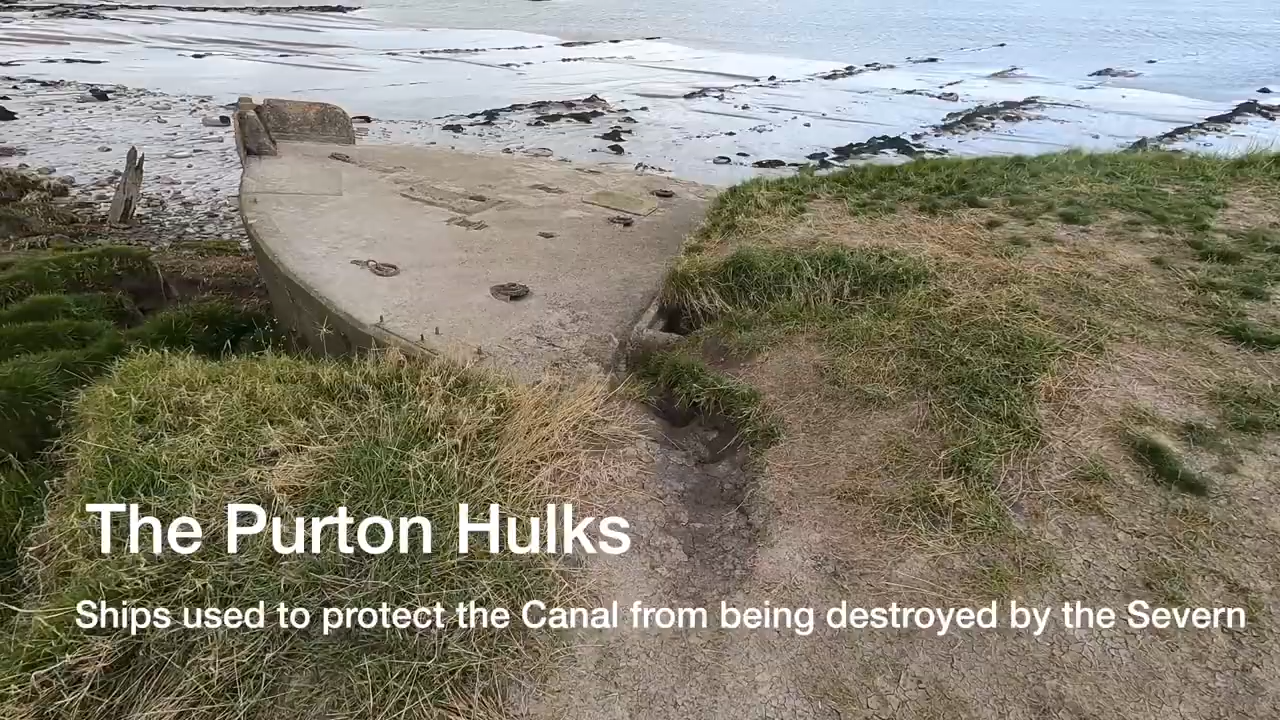 The Purton Hulks
Ships used to protect the Canal from being destroyed by the Severn